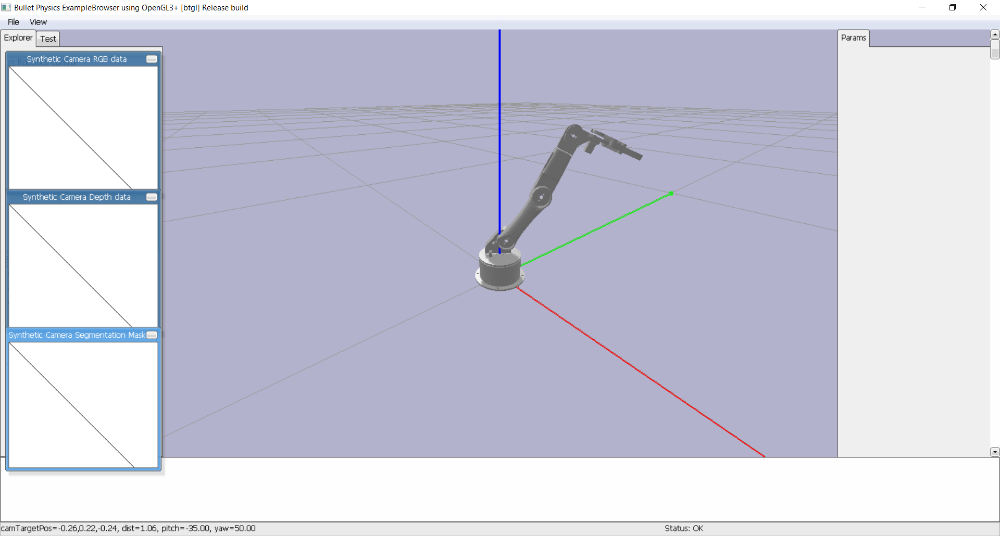 Bullet Physics ExampleBrowser using OpenGL3+ [btgl] Release build
File View
Explorer Test
Params
Synthetic Camera RGB data
Synthetic Camera Depth data
Synthetic Camera Segmentation Mask
camTargetPos=-0.26,0.22,-0.24, dist=1.06, pitch=-35.00, yaw=50.00
Status: OK